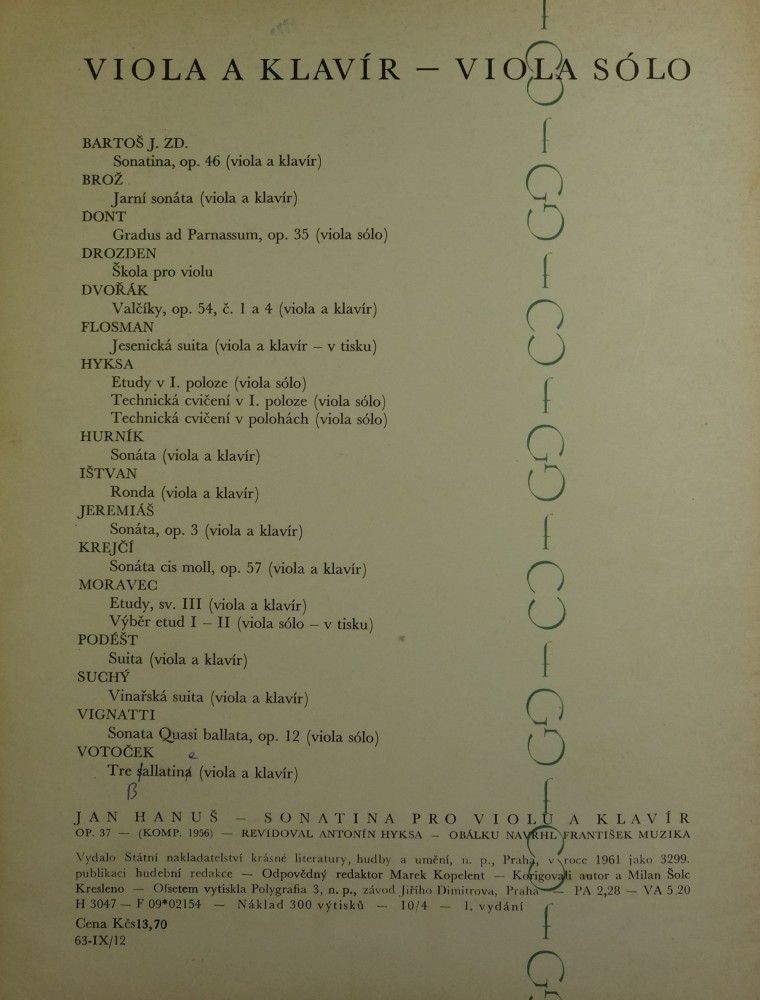 VIOLA A KLAVÍR – VIOLA SÓLO
BARTOŠ J. ZD.
Sonatina, op. 46 (viola a klavír)
BROŽ
Jarní sonáta (viola a klavír)
DONT
Gradus ad Parnassum, op. 35 (viola sólo)
DROZDEN
Škola pro violu
DVOŘÁK
Valčíky, op. 54, č. 1 a 4 (viola a klavír)
FLOSMAN
Jesenická suita (viola a klavír – v tisku)
HYKSA
Etudy v I. poloze (viola sólo)
Technická cvičení v I. poloze (viola sólo)
Technická cvičení v polohách (viola sólo)
HURNÍK
Sonáta (viola a klavír)
IŠTVAN
Ronda (viola a klavír)
JEREMIÁŠ
Sonáta, op. 3 (viola a klavír)
KREJČÍ
Sonáta cis moll, op. 57 (viola a klavír)
MORAVEC
Etudy, sv. III (viola a klavír)
Výběr etud I – II (viola sólo – v tisku)
PODÉŠT
Suita (viola a klavír)
SUCHÝ
Vinařská suita (viola a klavír)
VIGNATTI
Sonata Quasi ballata, op. 12 (viola sólo)
VOTOČEK
e
Tre fallatina (viola a klavír)
B
JAN HANUŠ – SONATINA PRO VIOLU A KLAVÍR
OP. 37 — (KOMP. 1956) — REVIDOVAL ANTONÍN HYKSA – OBÁLKU NAVRHL FRANTIŠEK MUZIKA
Vydalo Státní nakladatelství krásné literatury, hudby a umění, n. p., Praha, v roce 1961 jako 3299.
publikaci hudební redakce — Odpovědný redaktor Marek Kopelent — Korigovali autor a Milan Šolc
Kresleno — Ofsetem vytiskla Polygrafia 3, n. p., závod Jiřího Dimitrova, Praha — PA 2,28 — VA 5,20
H 3047 — F 09*02154 — Náklad 300 výtisků — 10/4 — 1. vydání
Cena Kčs 13,70
63-IX/12